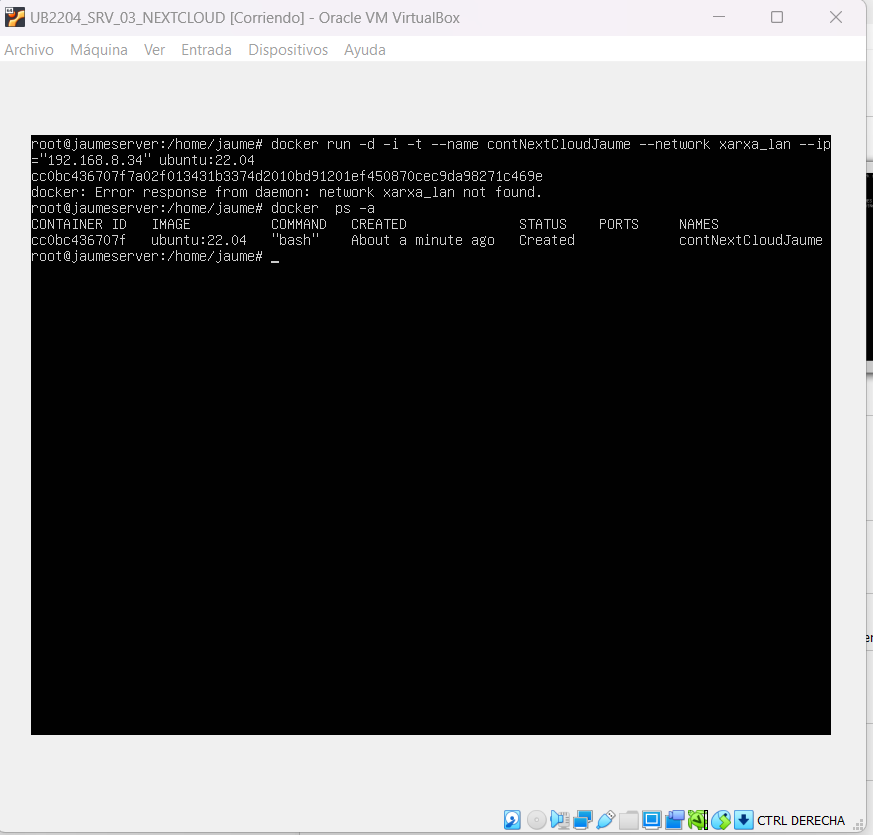 UB2204_SRV_03_NEXTCLOUD [Corriendo] - Oracle VM VirtualBox
Archivo Máquina Ver Entrada Dispositivos Ayuda
root@jaumeserver:/home/jaume# docker run -d -i -t --name contNextCloudJaume --network xarxa_lan --ip
="192.168.8.34" ubuntu:22.04
cc0bc436707f7a02f013431b3374d2010bd91201ef450870cec9da98271c469e
docker: Error response from daemon: network xarxa_lan not found.
root@jaumeserver:/home/jaume# docker  ps -a
CONTAINER ID   IMAGE          COMMAND   CREATED              STATUS    PORTS     NAMES
cc0bc436707f   ubuntu:22.04   "bash"    About a minute ago   Created             contNextCloudJaume
root@jaumeserver:/home/jaume# _
CTRL DERECHA